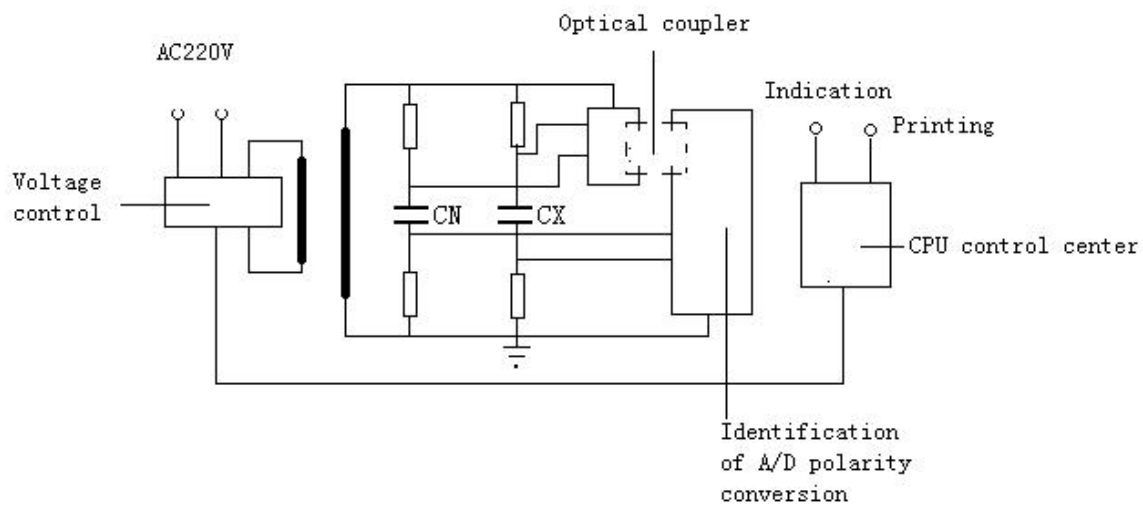 Optical coupler
AC220V
Indication
Printing
Voltage
control
CN
CX
CPU control center
Identification
of A/D polarity
conversion